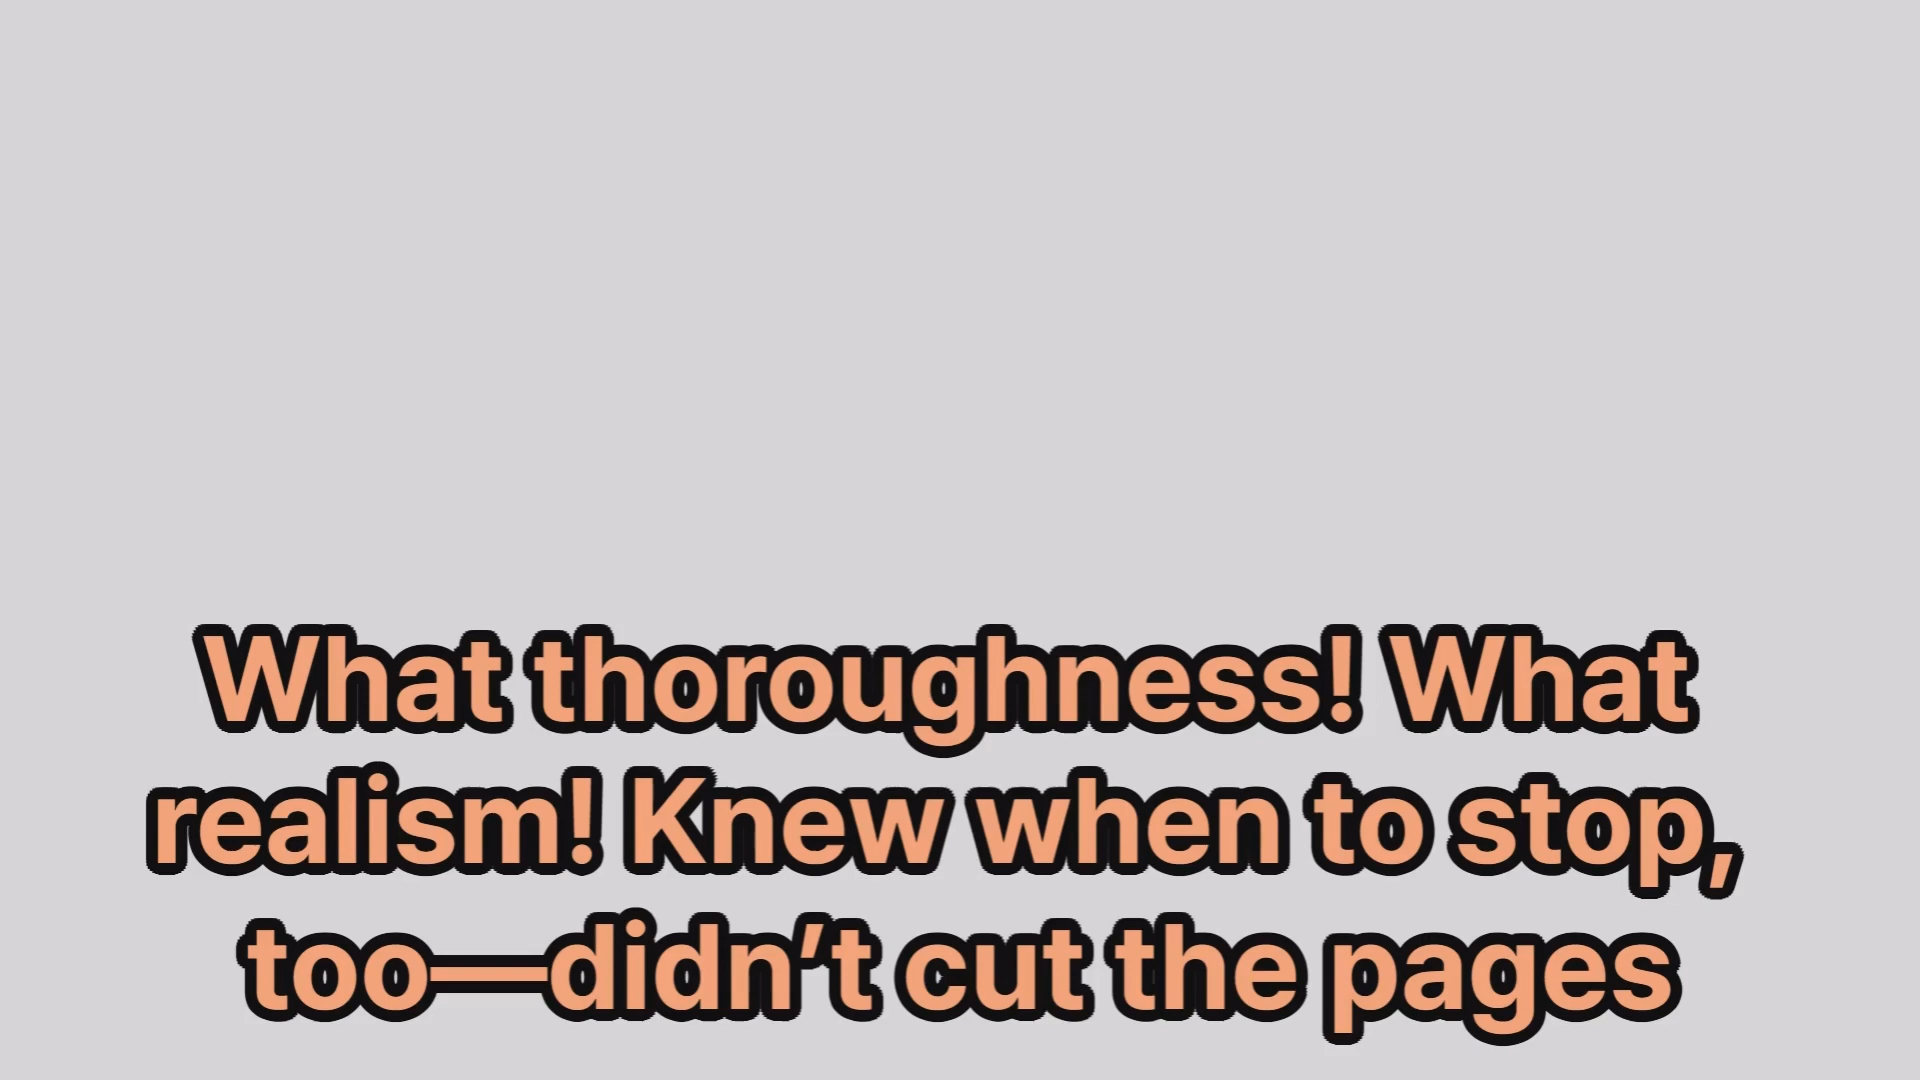 What thoroughness! What
realism! Knew when to stop,
too—didn’t cut the pages